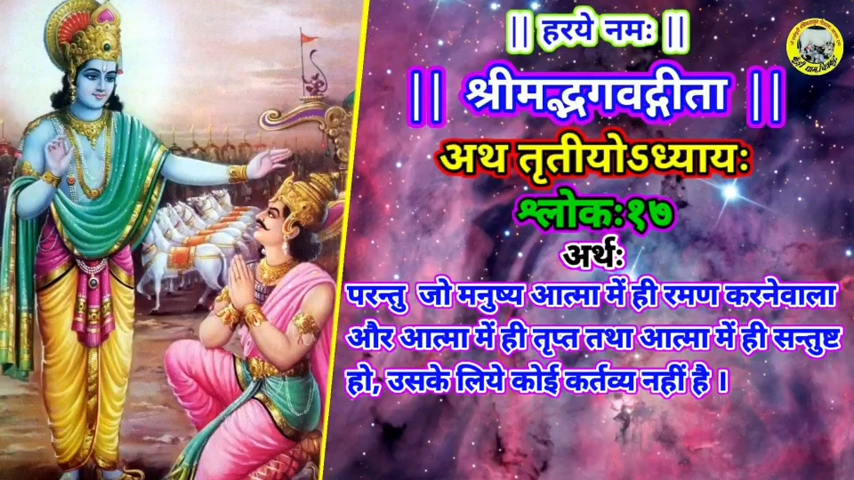 || हरये नमः ||
|| श्रीमद्भगवद्गीता ||
अथ तृतीयोऽध्यायः
श्लोकः१७
अर्थः
परन्तु जो मनुष्य आत्मा में ही रमण करनेवाला
और आत्मा में ही तृप्त तथा आत्मा में ही सन्तुष्ट
हो, उसके लिये कोई कर्तव्य नहीं है ।